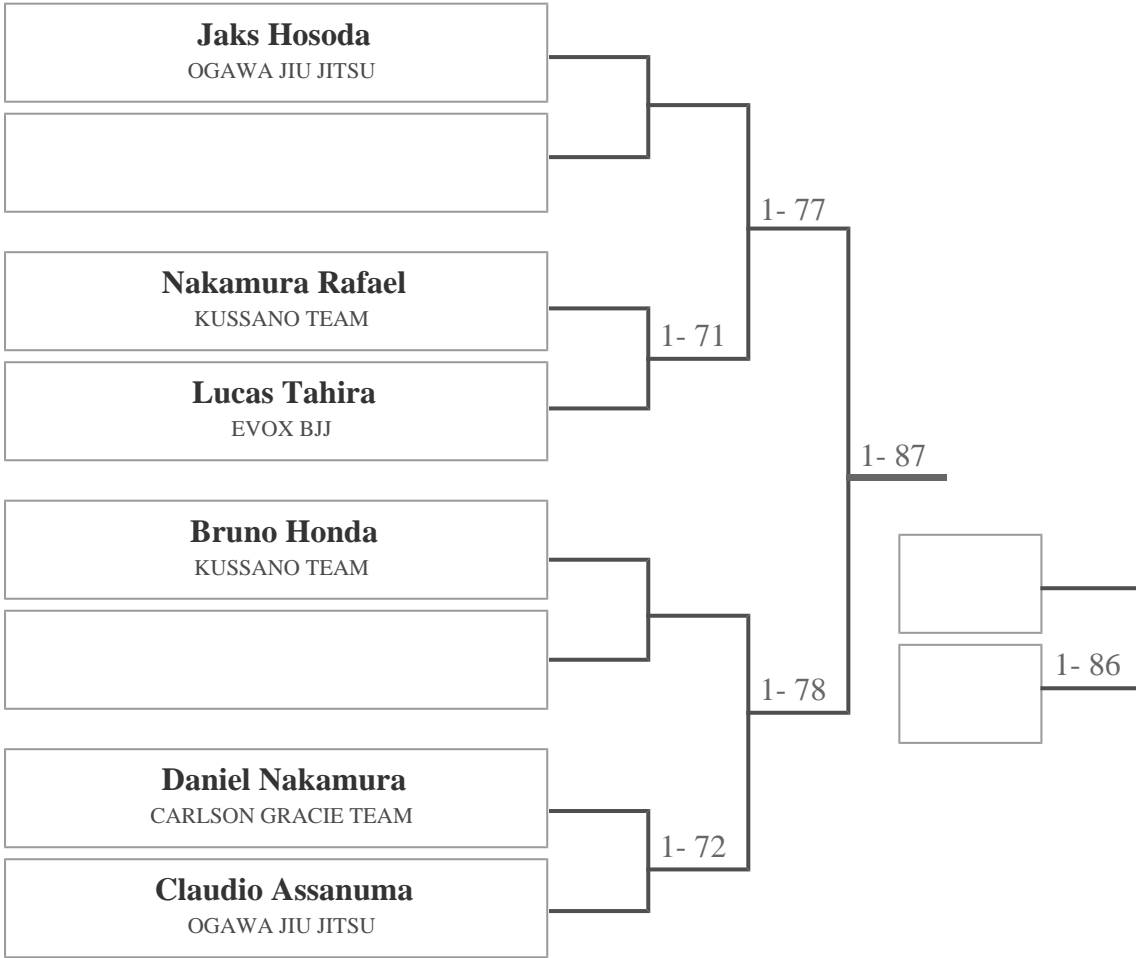 Jaks Hosoda
OGAWA JIU JITSU
1- 77
Nakamura Rafael
KUSSANO TEAM
1- 71
Lucas Tahira
EVOX BJJ
1- 87
Bruno Honda
KUSSANO TEAM
1- 86
1- 78
Daniel Nakamura
CARLSON GRACIE TEAM
1- 72
Claudio Assanuma
OGAWA JIU JITSU